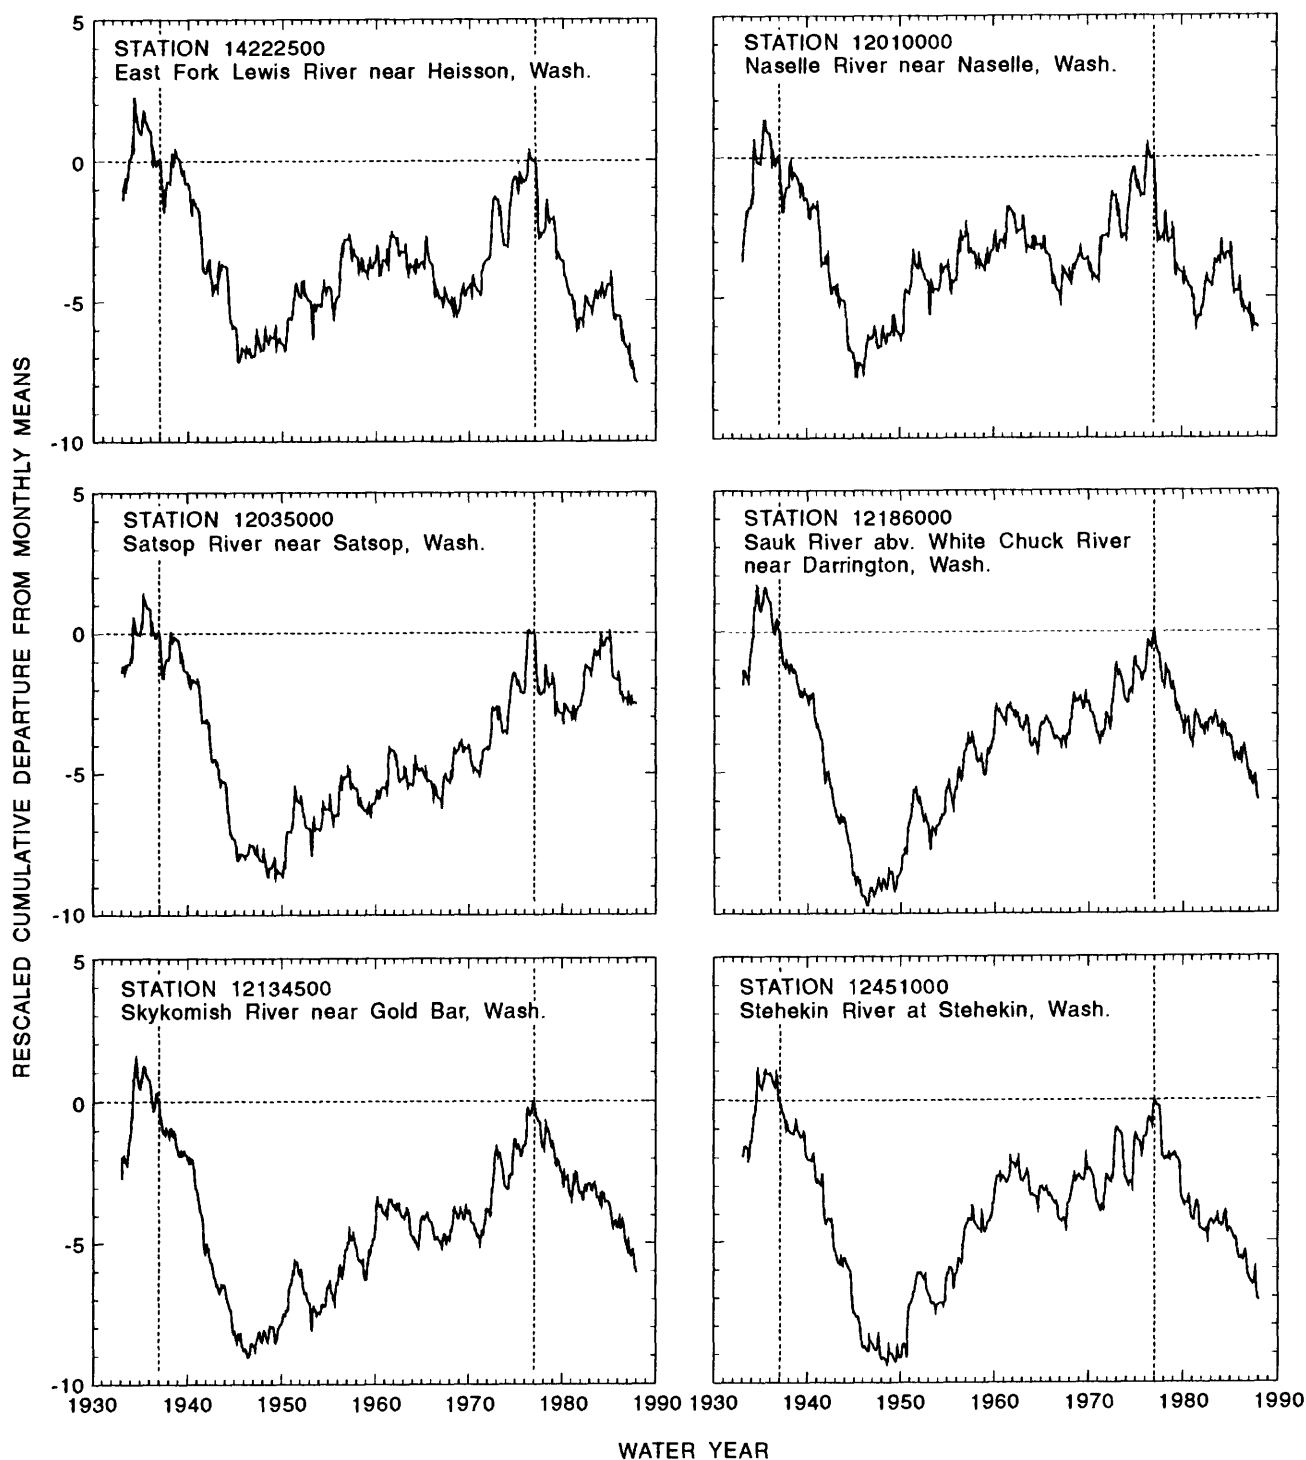 RESCALED CUMULATIVE DEPARTURE FROM MONTHLY MEANS
5
0
-5
-10
STATION 14222500
East Fork Lewis River near Heisson, Wash.
STATION 12010000
Naselle River near Naselle, Wash.
5
0
-5
-10
STATION 12035000
Satsop River near Satsop, Wash.
STATION 12186000
Sauk River abv. White Chuck River
near Darrington, Wash.
5
0
-5
-10
STATION 12134500
Skykomish River near Gold Bar, Wash.
STATION 12451000
Stehekin River at Stehekin, Wash.
1930 1940 1950 1960 1970 1980 1990 1930 1940 1950 1960 1970 1980 1990
WATER YEAR